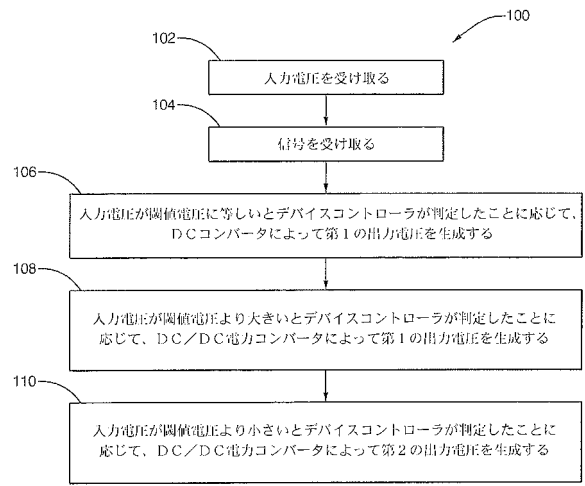 100
102
入力電圧を受け取る
104
信号を受け取る
106
入力電圧が閾値電圧に等しいとデバイスコントローラが判定したことに応じて、
DCコンバータによって第1の出力電圧を生成する
108
入力電圧が閾値電圧より大きいとデバイスコントローラが判定したことに
応じて、DC/DC電力コンバータによって第1の出力電圧を生成する
110
入力電圧が閾値電圧より小さいとデバイスコントローラが判定したことに
応じて、DC/DC電力コンバータによって第2の出力電圧を生成する